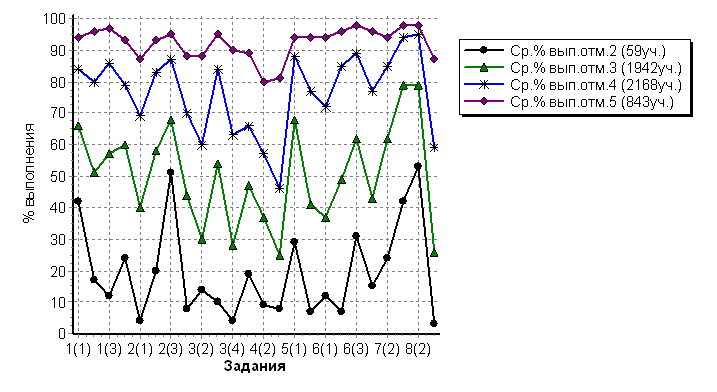 100
90
80
70
60
50
40
30
20
10
0
% выполнения
1(1) 1(3) 2(1) 2(3) 3(2) 3(4) 4(2) 5(1) 6(1) 6(3) 7(2) 8(2)
Задания
Ср.% вып.отм.2 (59уч.)
Ср.% вып.отм.3 (1942уч.)
Ср.% вып.отм.4 (2168уч.)
Ср.% вып.отм.5 (843уч.)